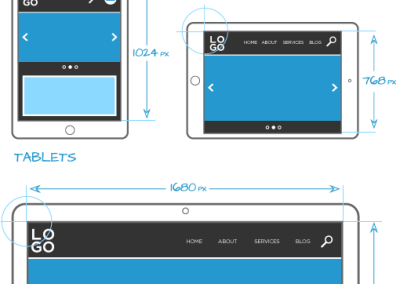 GO
1024 PX
LO
GO
HOME ABOUT SERVICES BLOG
768 PX
TABLETS
1680 PX
LO
GO
HOME ABOUT SERVICES BLOG